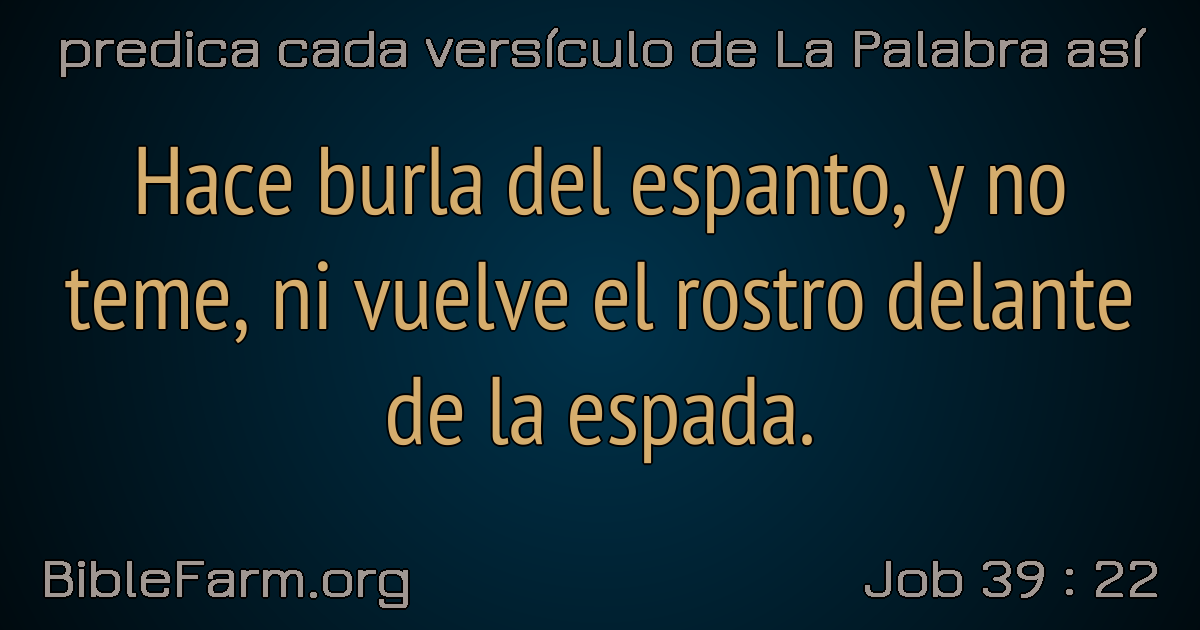 predica cada versículo de La Palabra así
Hace burla del espanto, y no
teme, ni vuelve el rostro delante
de la espada.
BibleFarm.org
Job 39 : 22